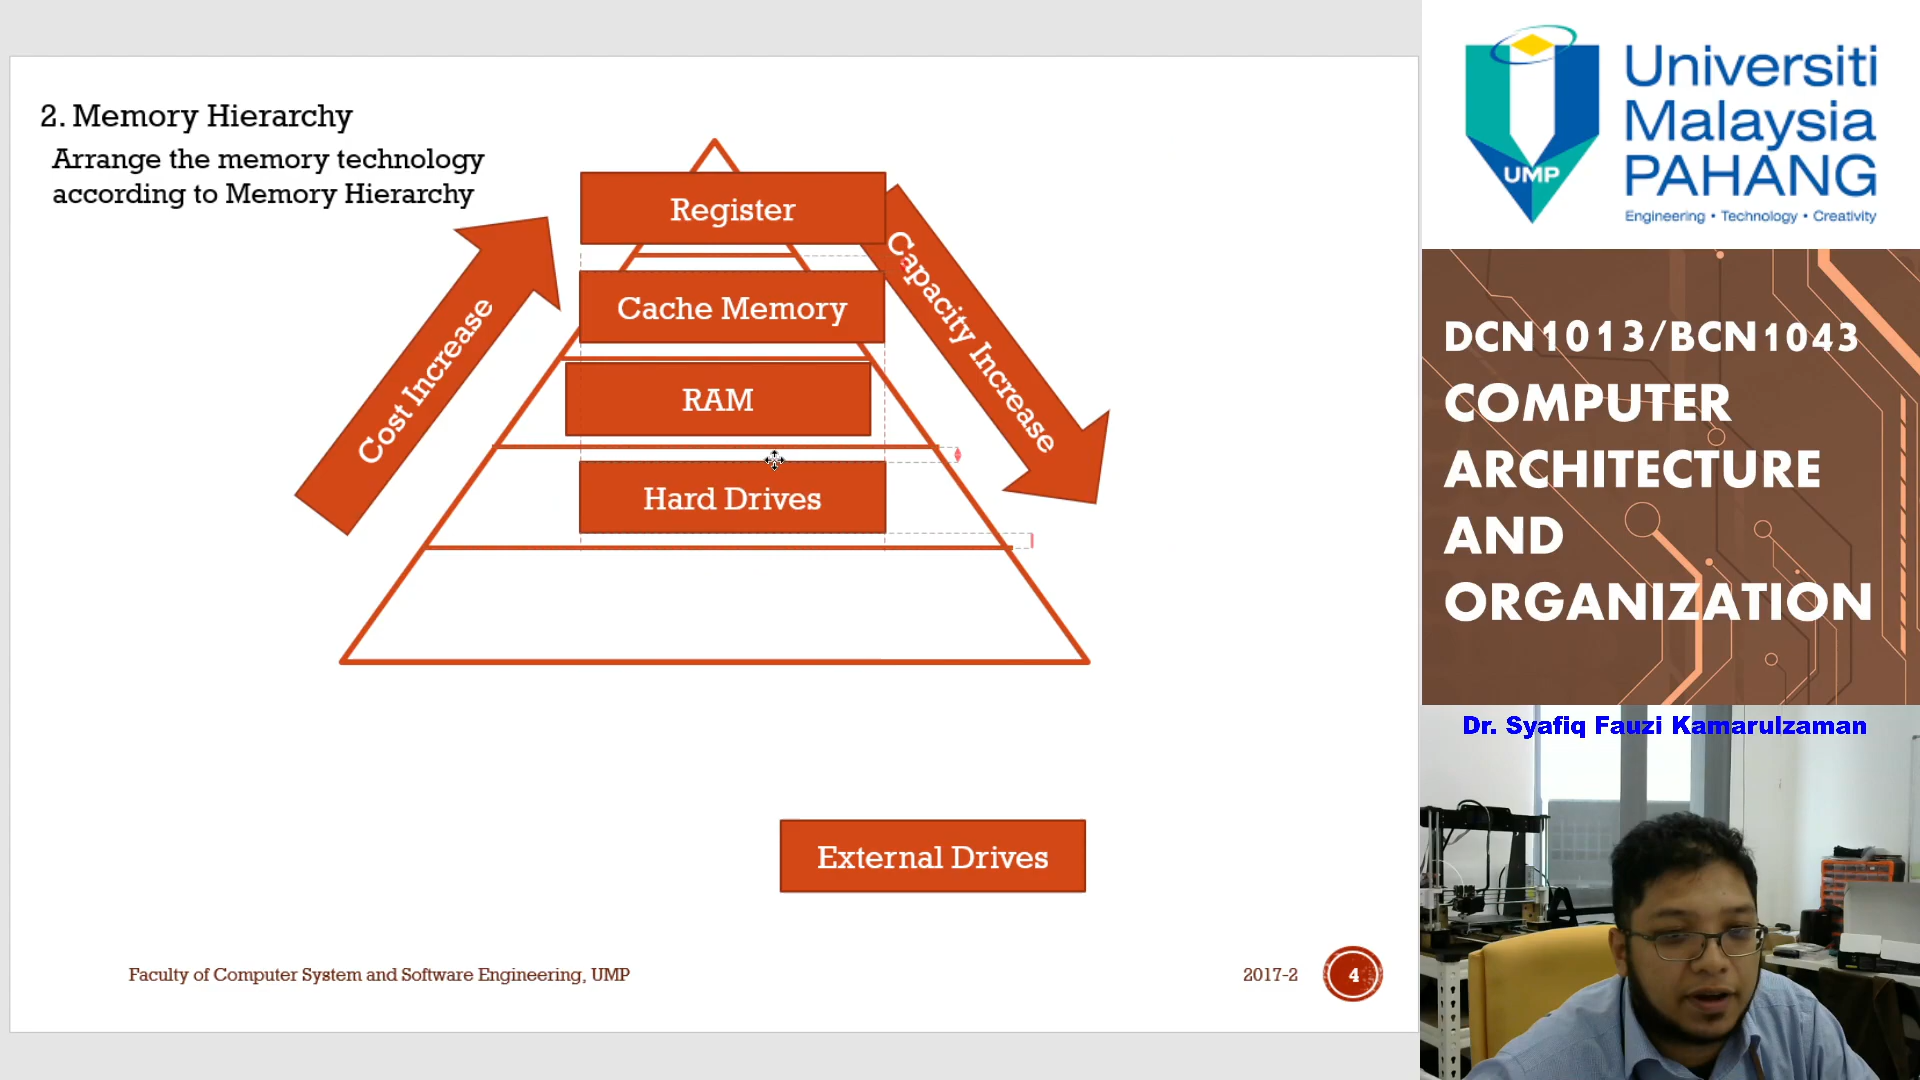 2. Memory Hierarchy
Arrange the memory technology
according to Memory Hierarchy
Register
Cache Memory
RAM
Hard Drives
Cost Increase
Capacity Increase
External Drives
Faculty of Computer System and Software Engineering, UMP
2017-2
4
UMP
Universiti
Malaysia
PAHANG
Engineering • Technology • Creativity
DCN1013/BCN1043
COMPUTER
ARCHITECTURE
AND
ORGANIZATION
Dr. Syafiq Fauzi Kamarulzaman